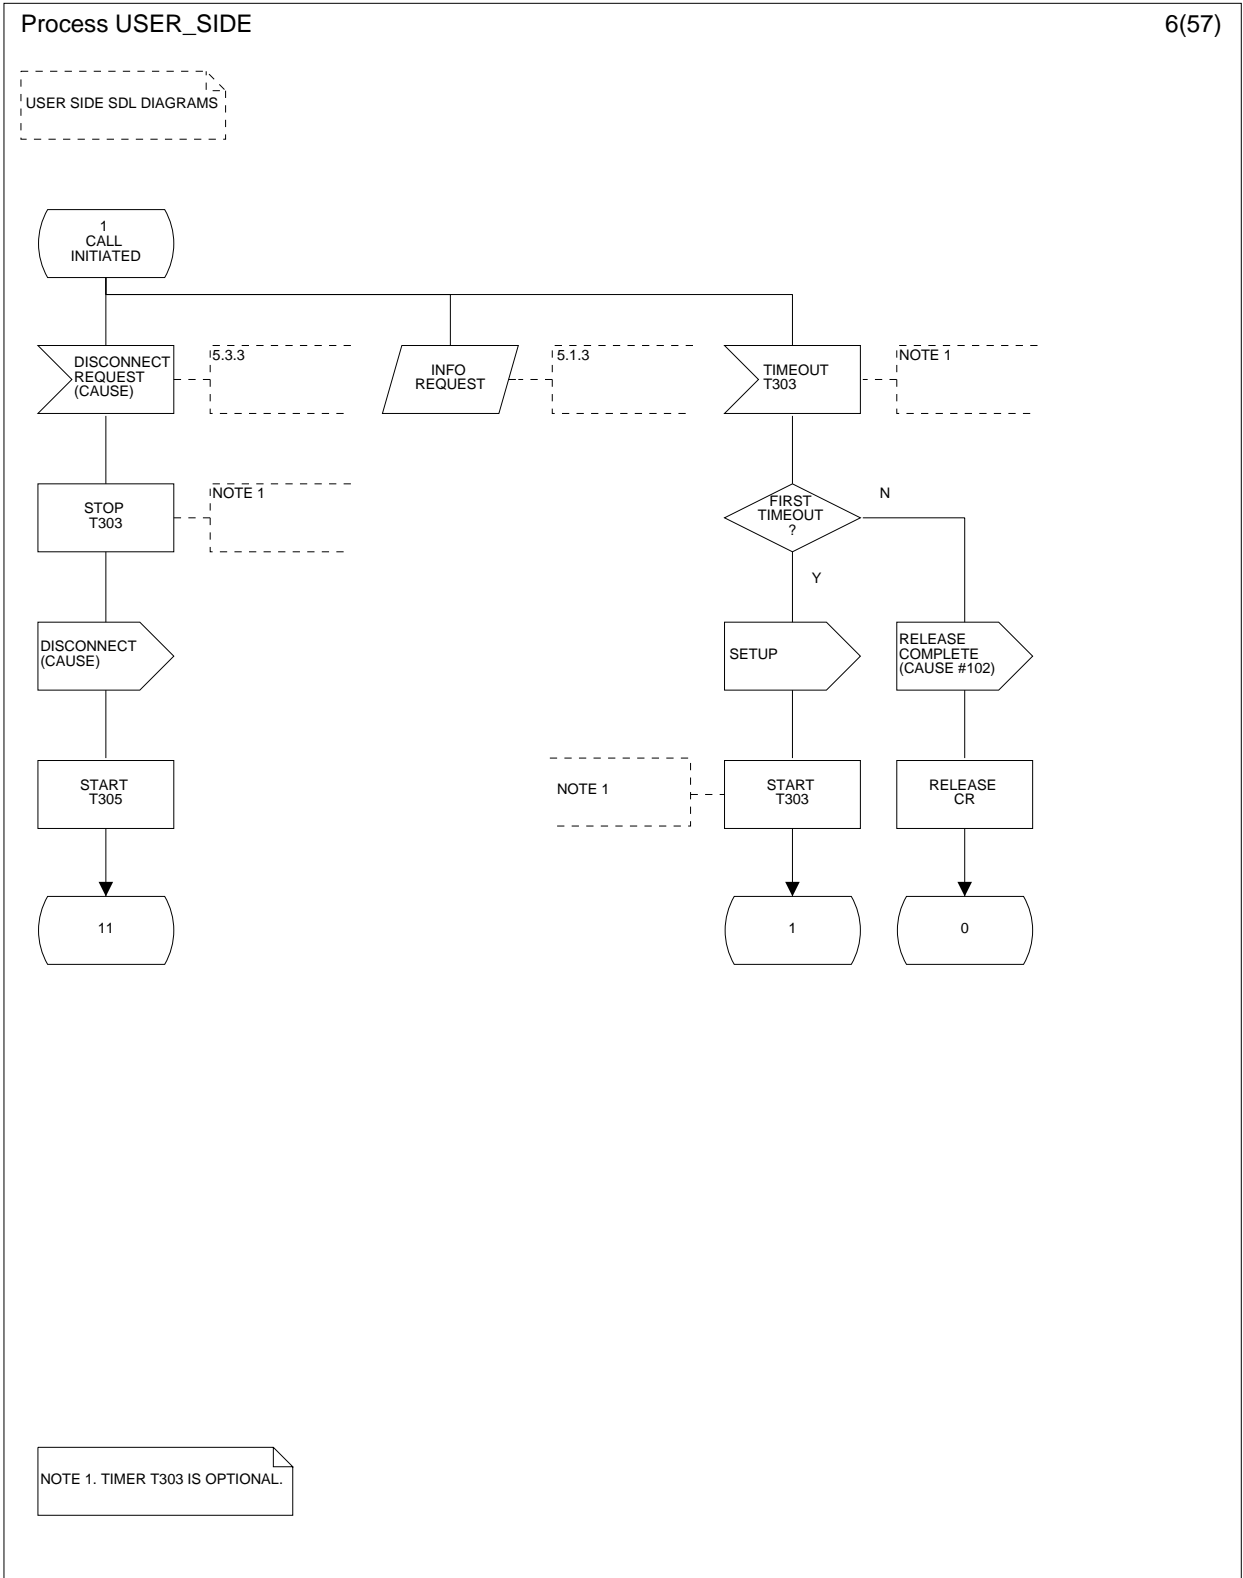 Process USER_SIDE
6(57)
USER SIDE SDL DIAGRAMS
1
CALL
INITIATED
DISCONNECT
REQUEST
(CAUSE)
5.3.3
INFO
REQUEST
5.1.3
TIMEOUT
T303
NOTE 1
STOP
T303
NOTE 1
FIRST
TIMEOUT
?
N
Y
DISCONNECT
(CAUSE)
SETUP
RELEASE
COMPLETE
(CAUSE #102)
START
T305
NOTE 1
START
T303
RELEASE
CR
11
1
0
NOTE 1. TIMER T303 IS OPTIONAL.